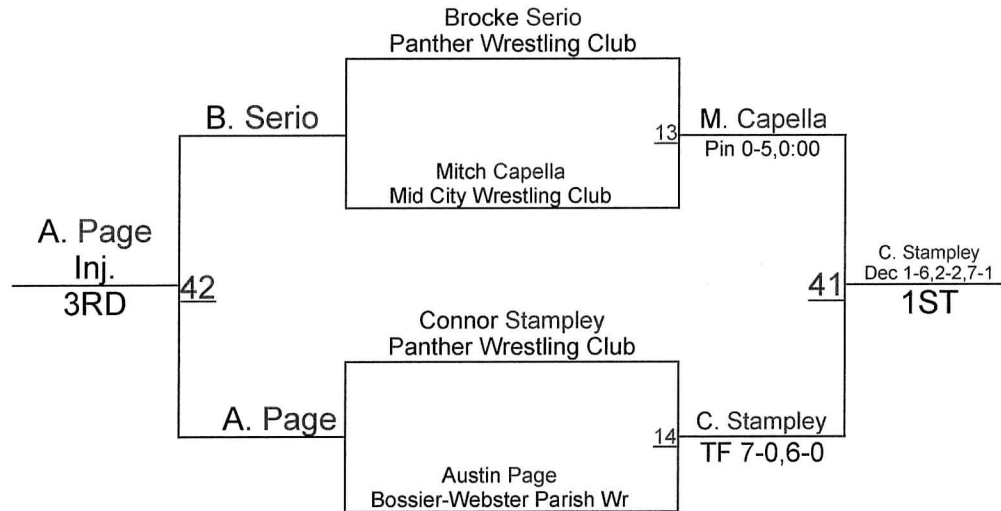 Brocke Serio
Panther Wrestling Club
B. Serio
13
M. Capella
Pin 0-5,0:00
Mitch Capella
Mid City Wrestling Club
A. Page
Inj.
3RD
42
41
C. Stampley
Dec 1-6,2-2,7-1
1ST
Connor Stampley
Panther Wrestling Club
A. Page
14
C. Stampley
TF 7-0,6-0
Austin Page
Bossier-Webster Parish Wr